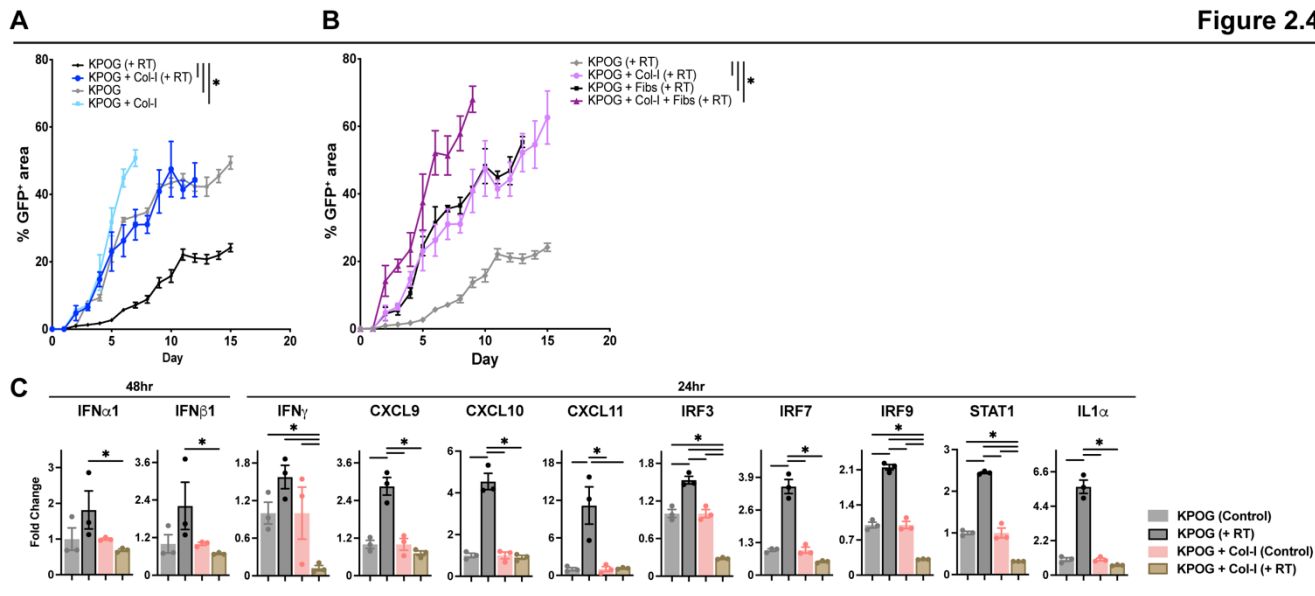 A
B
Figure 2.4
% GFP⁺ area
80
60
40
20
0
0 5 10 15 20
Day
KPOG (+ RT)
KPOG + Col-I (+ RT)
KPOG
KPOG + Col-I
*
% GFP⁺ area
80
60
40
20
0
0 5 10 15 20
Day
KPOG (+ RT)
KPOG + Col-I (+ RT)
KPOG + Fibs (+ RT)
KPOG + Col-I + Fibs (+ RT)
*
C
48hr
24hr
IFNα1
IFNβ1
IFNγ
CXCL9
CXCL10
CXCL11
IRF3
IRF7
IRF9
STAT1
IL1α
* * * * * * * * * * *
Fold Change
3
2
1
0
3.6
2.4
1.2
0
1.8
1.2
0.6
0
3.6
2.4
1.2
0
6
4
2
0
18
12
6
0
1.8
1.2
0.6
0
3.9
2.6
1.3
0
2.1
1.4
0.7
0
2.4
1.6
0.8
0
6.6
4.4
2.2
0
KPOG (Control)
KPOG (+ RT)
KPOG + Col-I (Control)
KPOG + Col-I (+ RT)